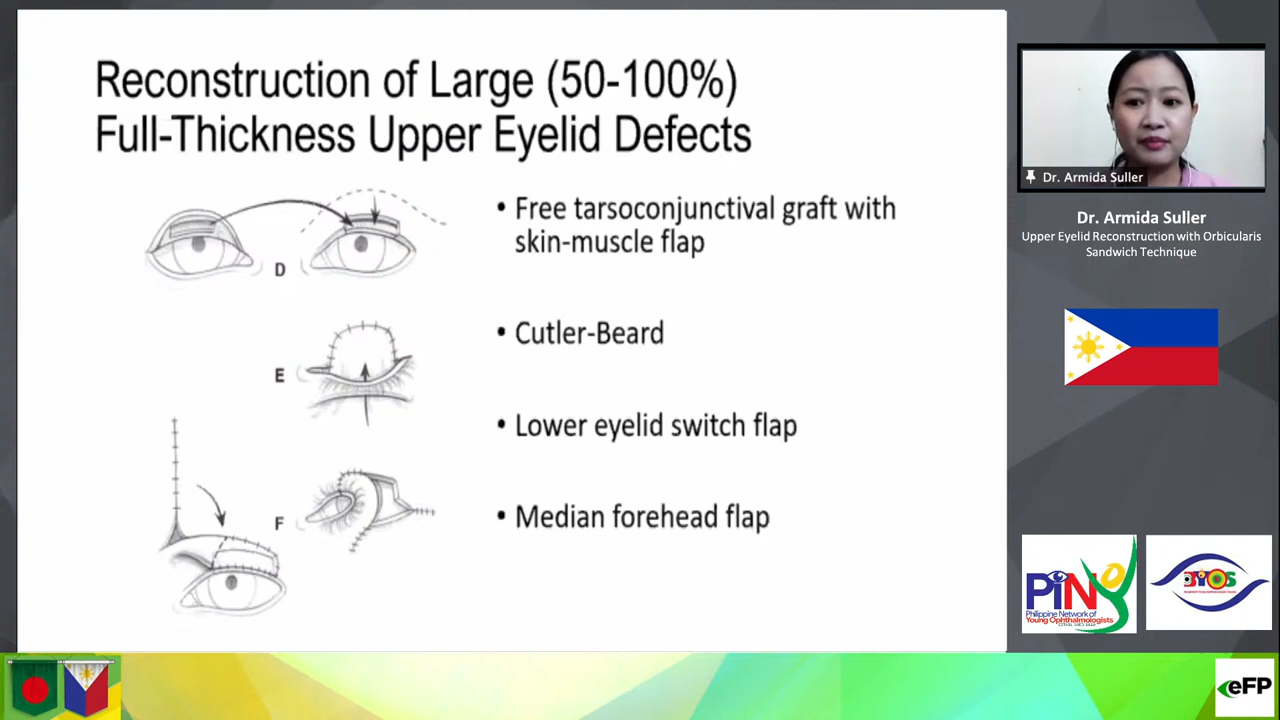 Reconstruction of Large (50-100%)
Full-Thickness Upper Eyelid Defects
D
E
F
• Free tarsoconjunctival graft with
skin-muscle flap
• Cutler-Beard
• Lower eyelid switch flap
• Median forehead flap
Dr. Armida Suller
Dr. Armida Suller
Upper Eyelid Reconstruction with Orbicularis
Sandwich Technique
PiNY
Philippine Network of
Young Ophthalmologists
BYOS
eFP